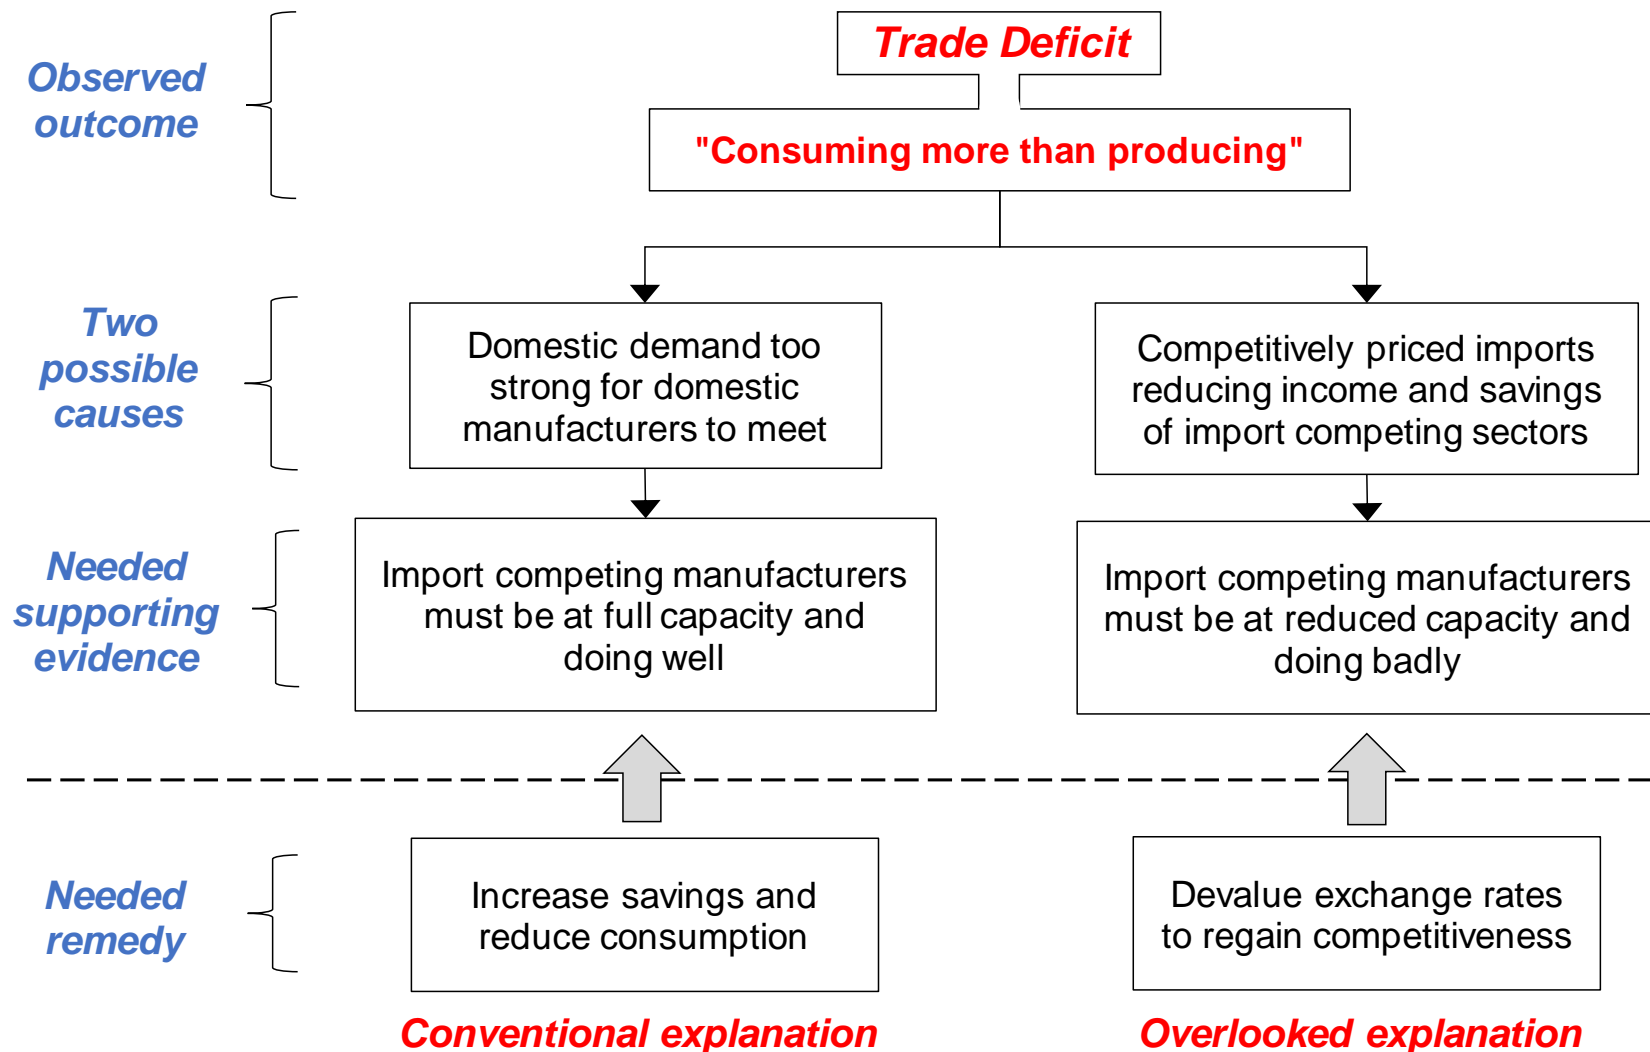 Trade Deficit
Observed
outcome
"Consuming more than producing"
Two
possible
causes
Domestic demand too
strong for domestic
manufacturers to meet
Competitively priced imports
reducing income and savings
of import competing sectors
Needed
supporting
evidence
Import competing manufacturers
must be at full capacity and
doing well
Import competing manufacturers
must be at reduced capacity and
doing badly
Needed
remedy
Increase savings and
reduce consumption
Devalue exchange rates
to regain competitiveness
Conventional explanation
Overlooked explanation